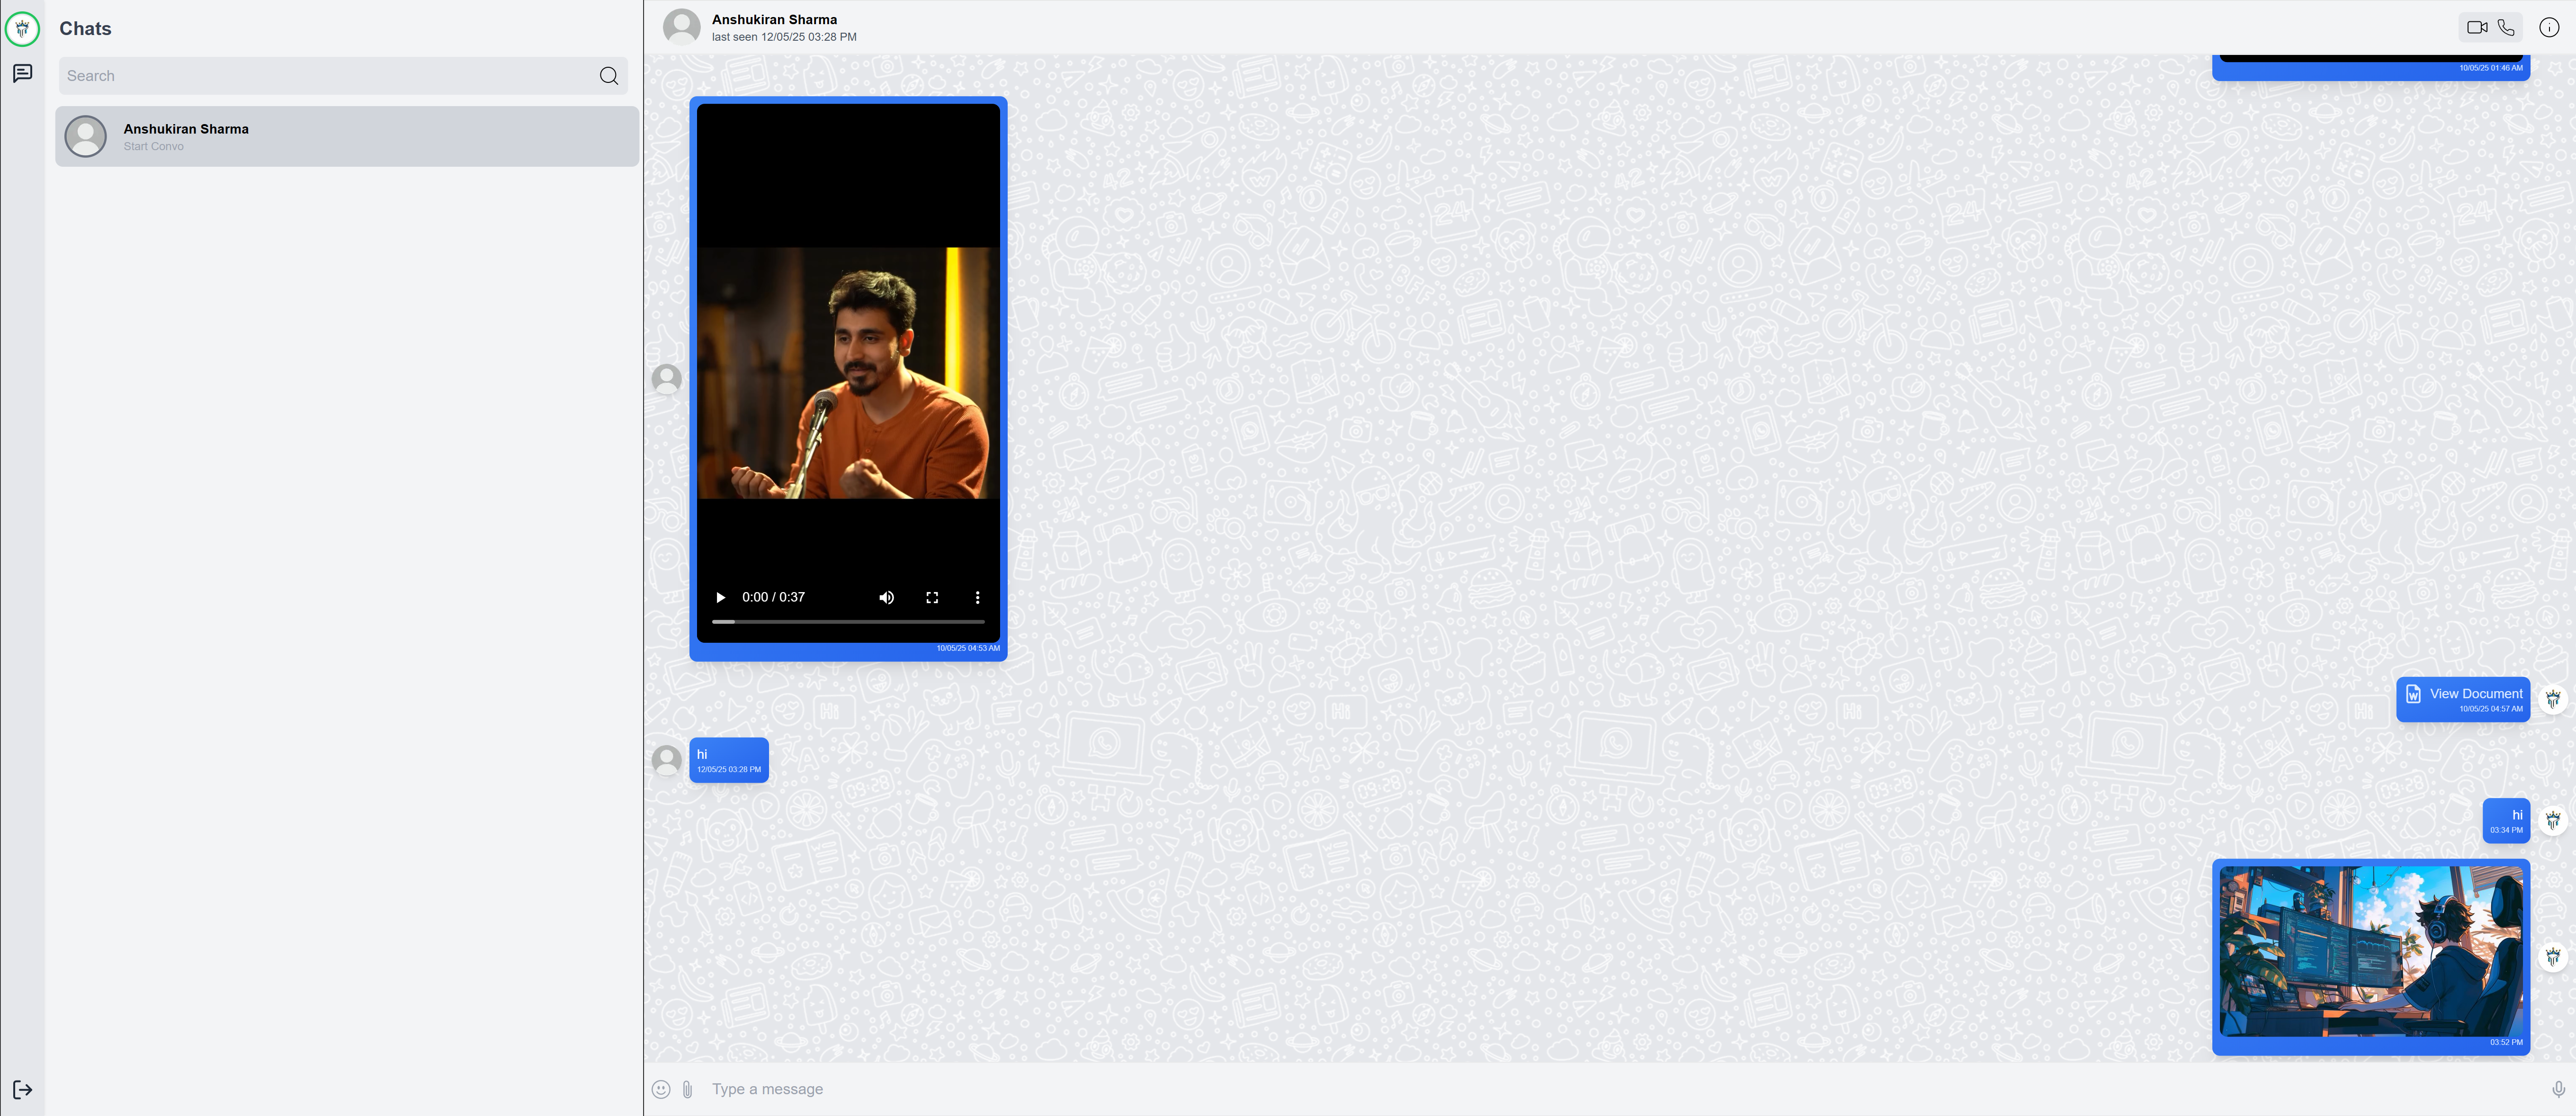 Chats
Search
Anshukiran Sharma
Start Convo
Anshukiran Sharma
last seen 12/05/25 03:28 PM
10/05/25 01:46 AM
0:00 / 0:37
10/05/25 04:53 AM
View Document
10/05/25 04:57 AM
hi
12/05/25 03:28 PM
hi
03:34 PM
03:52 PM
Type a message